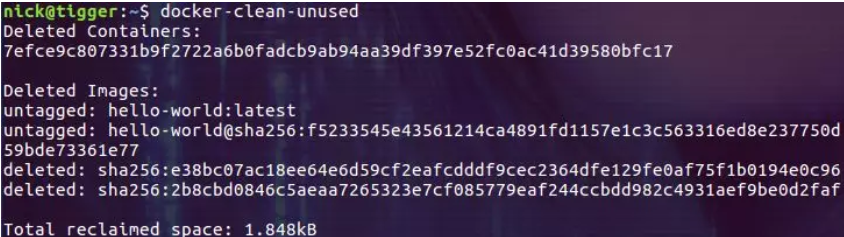 nick@tigger:~$ docker-clean-unused
Deleted Containers:
7efce9c807331b9f2722a6b0fadcb9ab94aa39df397e52fc0ac41d39580bfc17
Deleted Images:
untagged: hello-world:latest
untagged: hello-world@sha256:f5233545e43561214ca4891fd1157e1c3c563316ed8e237750d
59bde73361e77
deleted: sha256:e38bc07ac18ee64e6d59cf2eafcdddf9cec2364dfe129fe0af75f1b0194e0c96
deleted: sha256:2b8cbd0846c5aeaa7265323e7cf085779eaf244ccbdd982c4931aef9be0d2faf
Total reclaimed space: 1.848kB